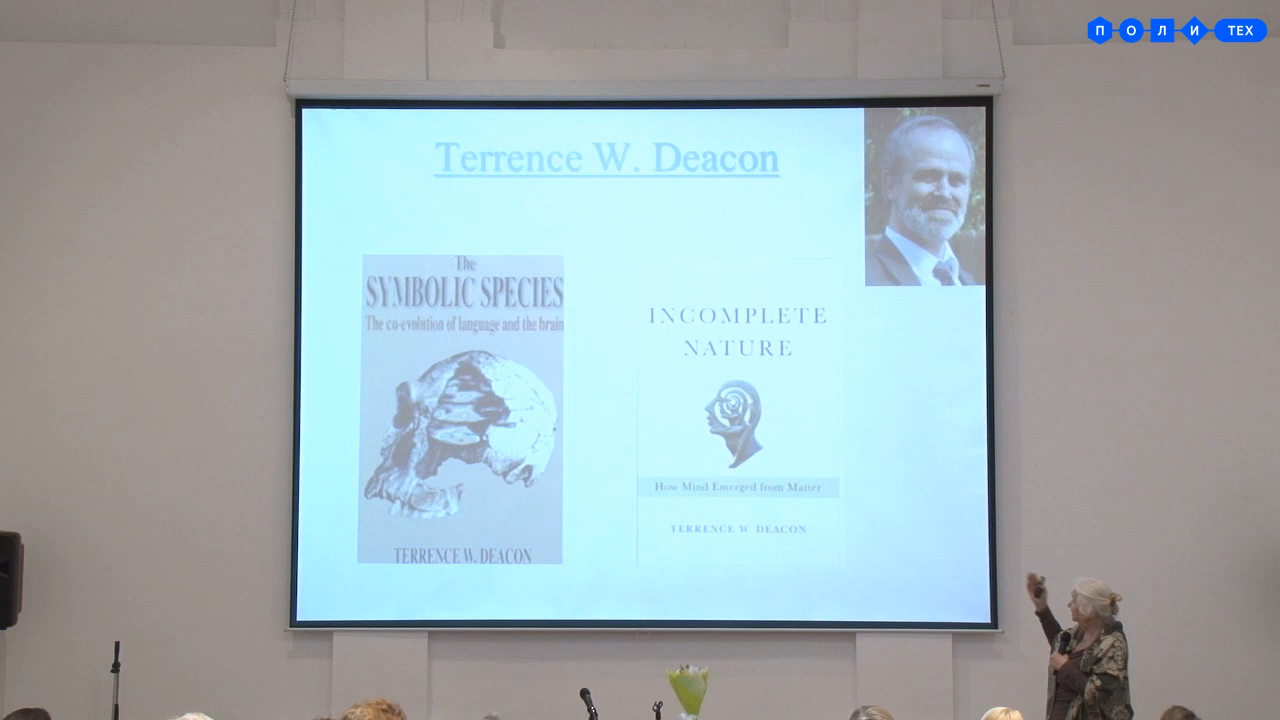 ПОЛИТЕХ
Terrence W. Deacon
The
SYMBOLIC SPECIES
The co-evolution of language and the brain
TERRENCE W. DEACON
INCOMPLETE
NATURE
How Mind Emerged from Matter
TERRENCE W. DEACON